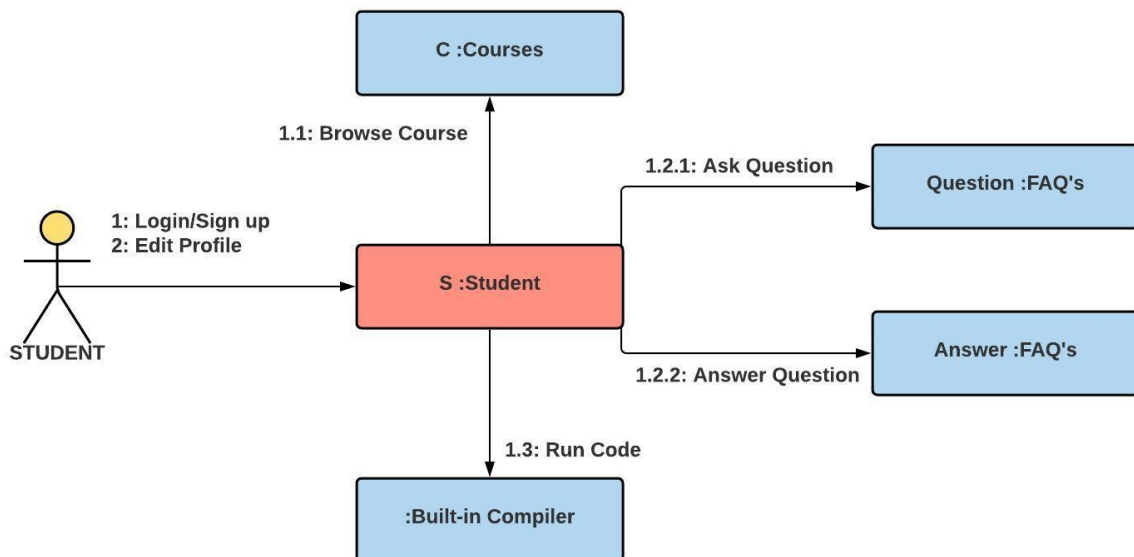 C :Courses
1.1: Browse Course
1.2.1: Ask Question
Question :FAQ's
1: Login/Sign up
2: Edit Profile
S :Student
STUDENT
Answer :FAQ's
1.2.2: Answer Question
1.3: Run Code
:Built-in Compiler